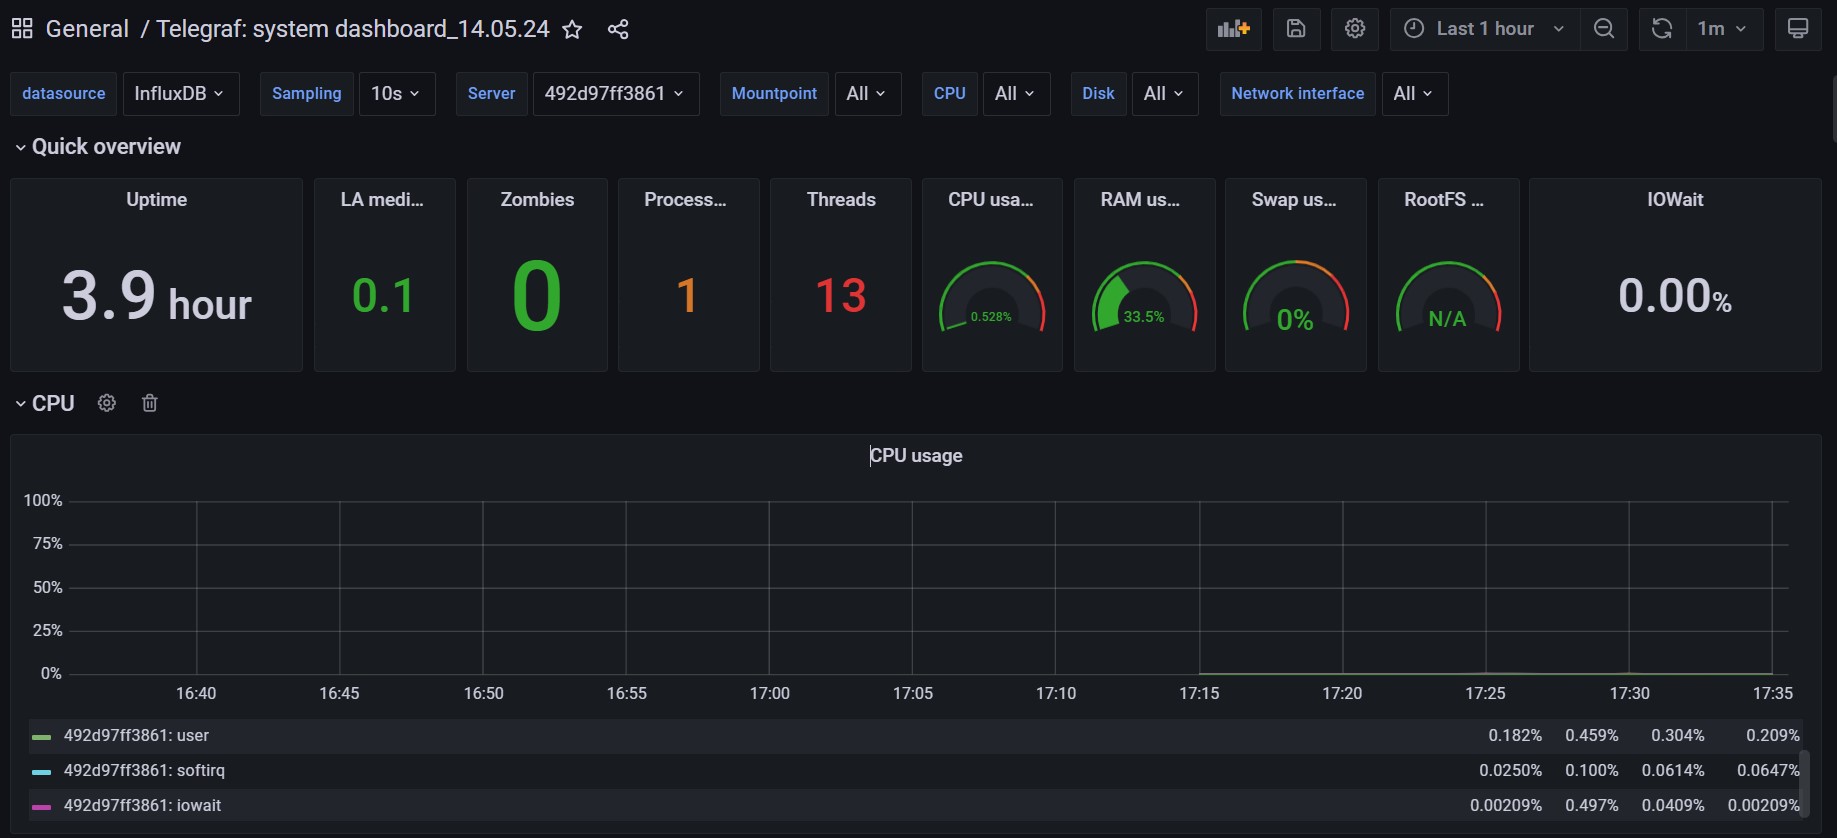 General / Telegraf: system dashboard_14.05.24
Last 1 hour
1m
datasource InfluxDB Sampling 10s Server 492d97ff3861 Mountpoint All CPU All Disk All Network interface All
Quick overview
Uptime
3.9 hour
LA medi...
0.1
Zombies
0
Process...
1
Threads
13
CPU usa...
0.528%
RAM us...
33.5%
Swap us...
0%
RootFS ...
N/A
IOWait
0.00%
CPU
CPU usage
100%
75%
50%
25%
0%
16:40 16:45 16:50 16:55 17:00 17:05 17:10 17:15 17:20 17:25 17:30 17:35
492d97ff3861: user 0.182% 0.459% 0.304% 0.209%
492d97ff3861: softirq 0.0250% 0.100% 0.0614% 0.0647%
492d97ff3861: iowait 0.00209% 0.497% 0.0409% 0.00209%